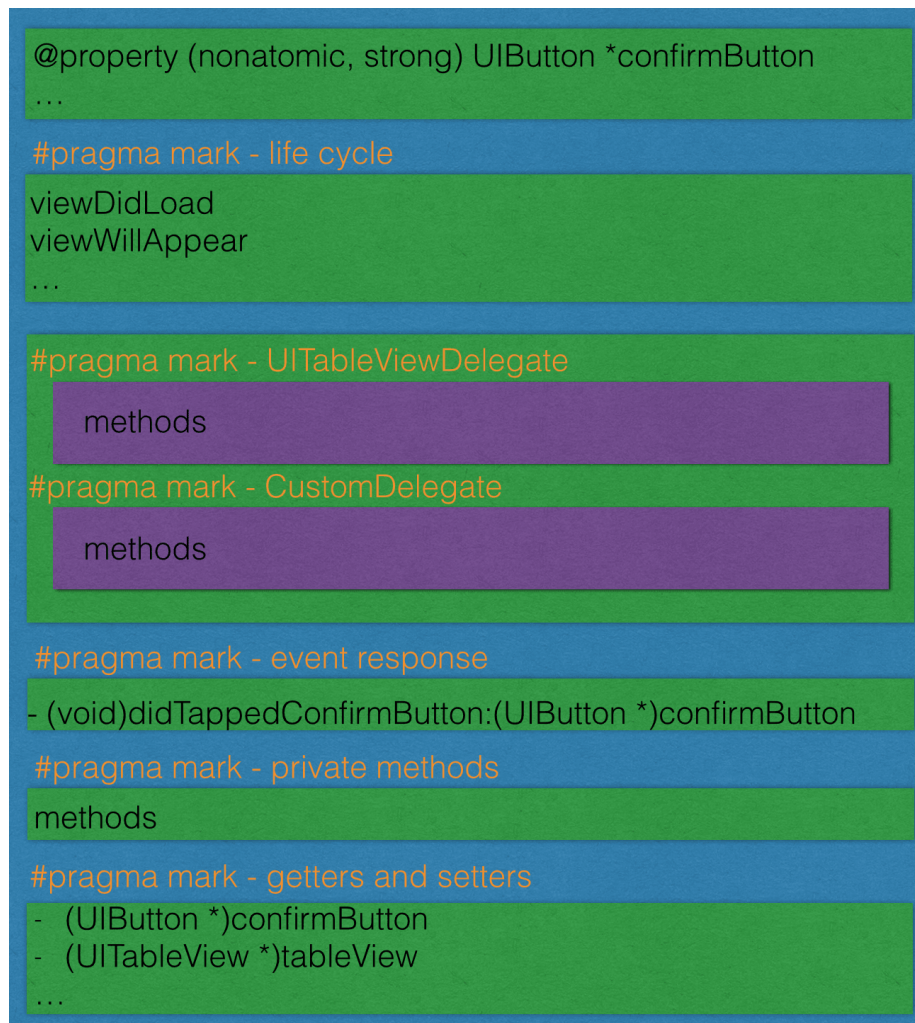 @property (nonatomic, strong) UIButton *confirmButton
...
#pragma mark - life cycle
viewDidLoad
viewWillAppear
...
#pragma mark - UITableViewDelegate
methods
#pragma mark - CustomDelegate
methods
#pragma mark - event response
- (void)didTappedConfirmButton:(UIButton *)confirmButton
#pragma mark - private methods
methods
#pragma mark - getters and setters
- (UIButton *)confirmButton
- (UITableView *)tableView
...